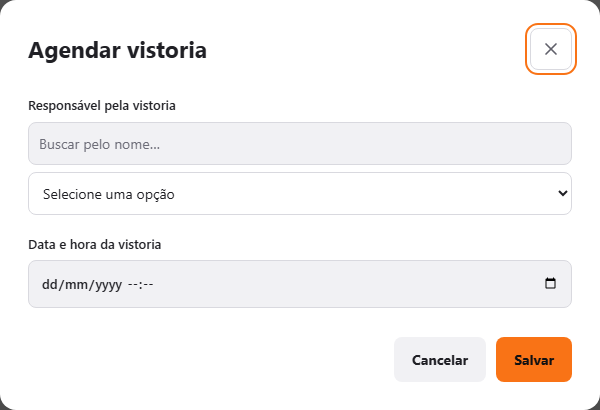 Agendar vistoria
Responsável pela vistoria
Buscar pelo nome...
Selecione uma opção
Data e hora da vistoria
dd/mm/yyyy --:--
Cancelar
Salvar